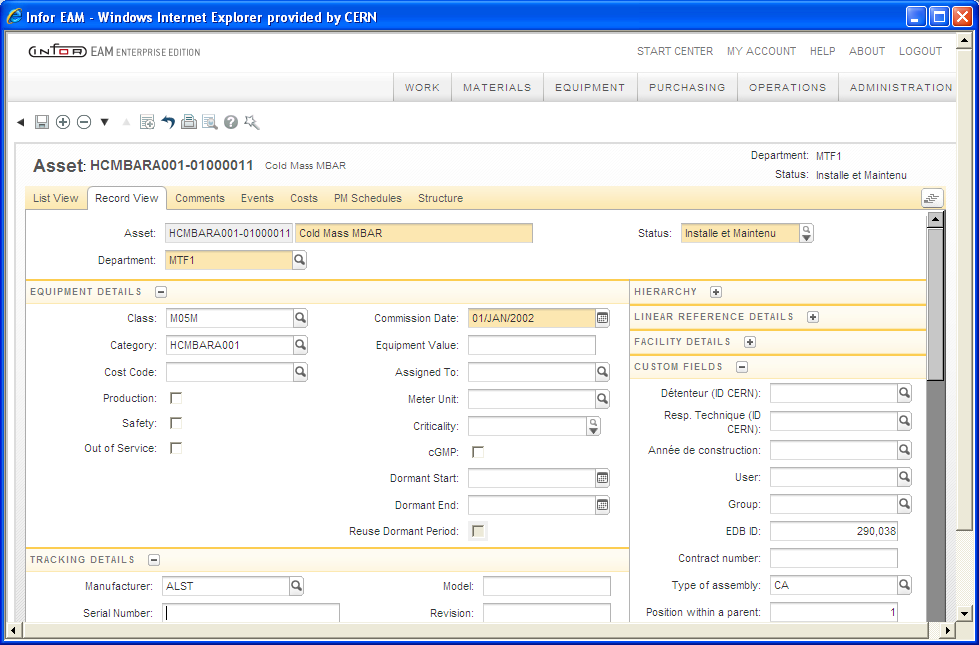 Infor EAM - Windows Internet Explorer provided by CERN
infor EAM ENTERPRISE EDITION
START CENTER MY ACCOUNT HELP ABOUT LOGOUT
WORK MATERIALS EQUIPMENT PURCHASING OPERATIONS ADMINISTRATION
Asset: HCMBARA001-01000011 Cold Mass MBAR
Department: MTF1
Status: Installe et Maintenu
List View Record View Comments Events Costs PM Schedules Structure
Asset: HCMBARA001-01000011 Cold Mass MBAR Status: Installe et Maintenu
Department: MTF1
EQUIPMENT DETAILS
Class: M05M
Category: HCMBARA001
Cost Code:
Production:
Safety:
Out of Service:
Commission Date: 01/JAN/2002
Equipment Value:
Assigned To:
Meter Unit:
Criticality:
cGMP:
Dormant Start:
Dormant End:
Reuse Dormant Period:
TRACKING DETAILS
Manufacturer: ALST
Serial Number:
Model:
Revision:
HIERARCHY
LINEAR REFERENCE DETAILS
FACILITY DETAILS
CUSTOM FIELDS
Détenteur (ID CERN):
Resp. Technique (ID
CERN):
Année de construction:
User:
Group:
EDB ID: 290,038
Contract number:
Type of assembly: CA
Position within a parent: 1